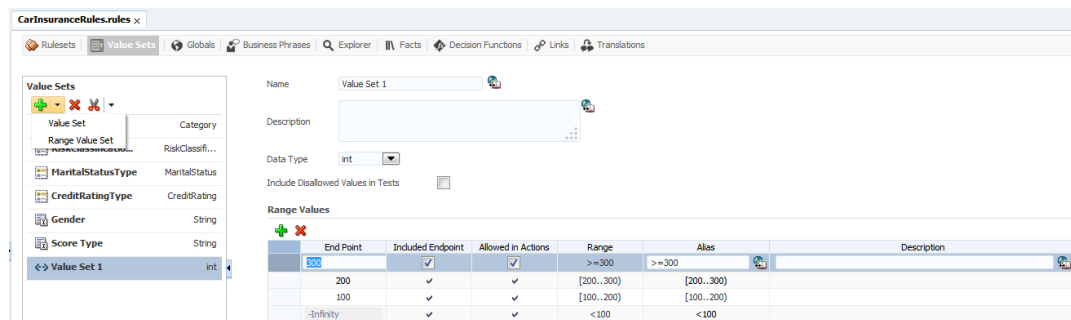 CarInsuranceRules.rules ×
Rulesets Value Sets Globals Business Phrases Explorer Facts Decision Functions Links Translations
Value Sets
Value Set
Range Value Set
Category
RiskClassificatio... RiskClassifi...
MaritalStatusType MaritalStatus
CreditRatingType CreditRating
Gender String
Score Type String
Value Set 1 int
Name Value Set 1
Description
Data Type int
Include Disallowed Values in Tests
Range Values
End Point Included Endpoint Allowed in Actions Range Alias Description
300 >=300 >=300
200 [200..300) [200..300)
100 [100..200) [100..200)
-Infinity <100 <100